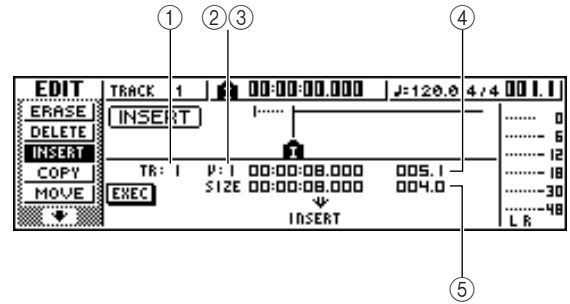 ① ② ③ ④
EDIT TRACK 1 00:00:00.000 ♩=120.0 4/4 001.1
ERASE INSERT 0
DELETE 6
INSERT 12
COPY TR: 1 V:1 00:00:08.000 005.1 18
MOVE EXEC SIZE 00:00:08.000 004.0 30
INSERT 48
L R
⑤